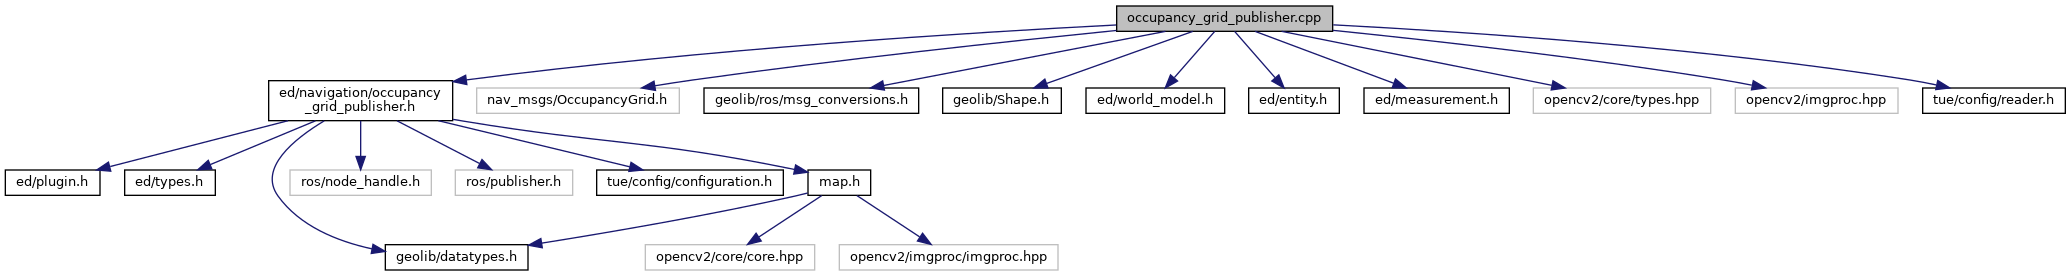 occupancy_grid_publisher.cpp
ed/navigation/occupancy
_grid_publisher.h
nav_msgs/OccupancyGrid.h
geolib/ros/msg_conversions.h
geolib/Shape.h
ed/world_model.h
ed/entity.h
ed/measurement.h
opencv2/core/types.hpp
opencv2/imgproc.hpp
tue/config/reader.h
ed/plugin.h
ed/types.h
ros/node_handle.h
ros/publisher.h
tue/config/configuration.h
map.h
geolib/datatypes.h
opencv2/core/core.hpp
opencv2/imgproc/imgproc.hpp